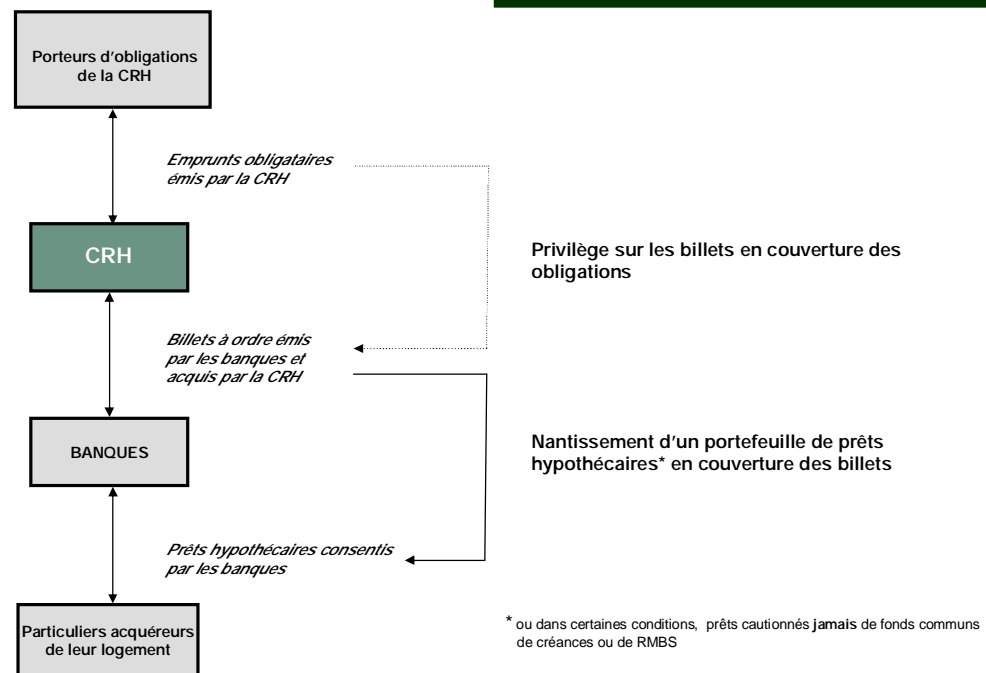 Porteurs d'obligations
de la CRH
Emprunts obligataires
émis par la CRH
CRH
Privilège sur les billets en couverture des
obligations
Billets à ordre émis
par les banques et
acquis par la CRH
BANQUES
Nantissement d'un portefeuille de prêts
hypothécaires* en couverture des billets
Prêts hypothécaires consentis
par les banques
Particuliers acquéreurs
de leur logement
* ou dans certaines conditions, prêts cautionnés jamais de fonds communs
de créances ou de RMBS